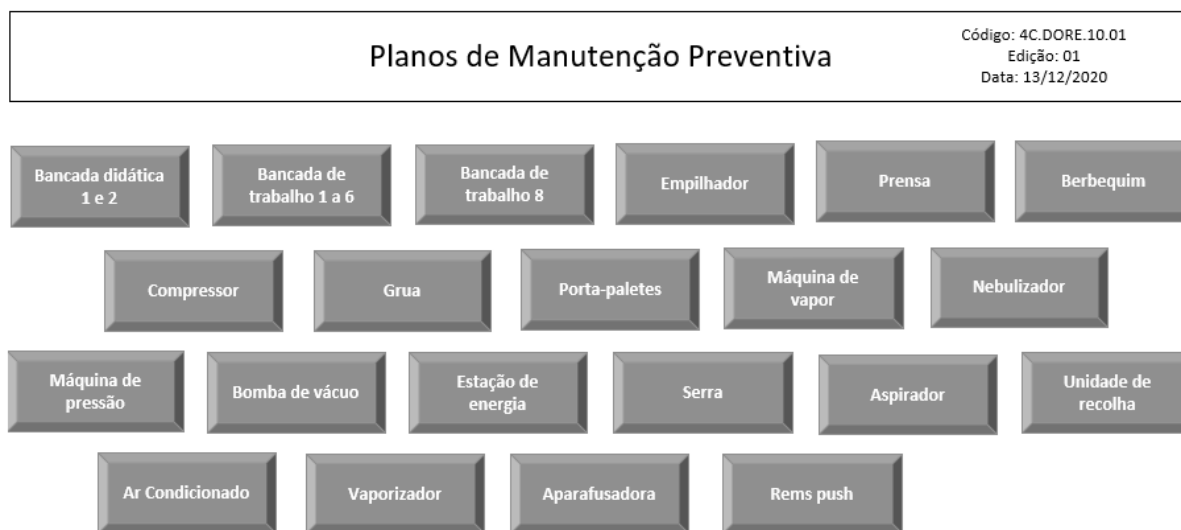 Planos de Manutenção Preventiva
Código: 4C.DORE.10.01
Edição: 01
Data: 13/12/2020
Bancada didática
1 e 2
Bancada de
trabalho 1 a 6
Bancada de
trabalho 8
Empilhador
Prensa
Berbequim
Compressor
Grua
Porta-paletes
Máquina de
vapor
Nebulizador
Máquina de
pressão
Bomba de vácuo
Estação de
energia
Serra
Aspirador
Unidade de
recolha
Ar Condicionado
Vaporizador
Aparafusadora
Rems push